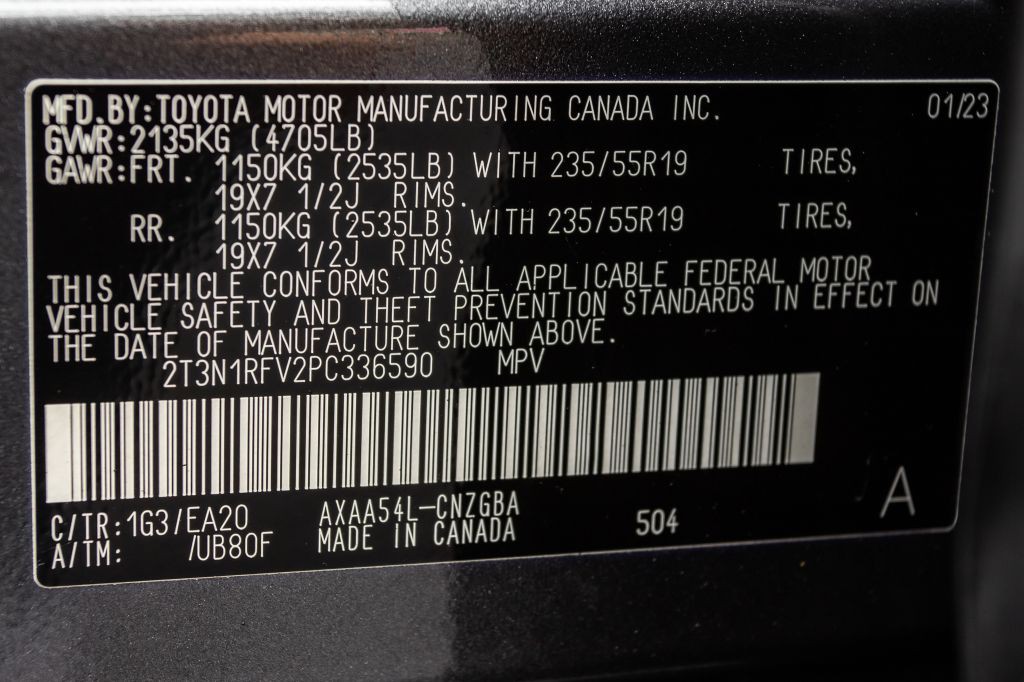 MFD.BY:TOYOTA MOTOR MANUFACTURING CANADA INC. 01/23
GVWR:2135KG (4705LB)
GAWR:FRT. 1150KG (2535LB) WITH 235/55R19 TIRES,
19X7 1/2J RIMS.
RR. 1150KG (2535LB) WITH 235/55R19 TIRES,
19X7 1/2J RIMS.
THIS VEHICLE CONFORMS TO ALL APPLICABLE FEDERAL MOTOR
VEHICLE SAFETY AND THEFT PREVENTION STANDARDS IN EFFECT ON
THE DATE OF MANUFACTURE SHOWN ABOVE.
2T3N1RFV2PC336590 MPV
C/TR:1G3/EA20 AXAA54L-CNZGBA 504 A
A/TM: /UB80F MADE IN CANADA